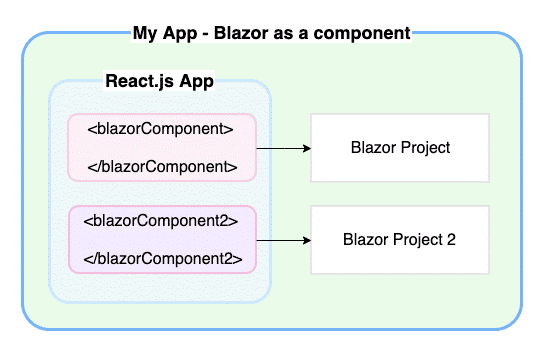 My App - Blazor as a component
React.js App
<blazorComponent>
</blazorComponent>
Blazor Project
<blazorComponent2>
</blazorComponent2>
Blazor Project 2